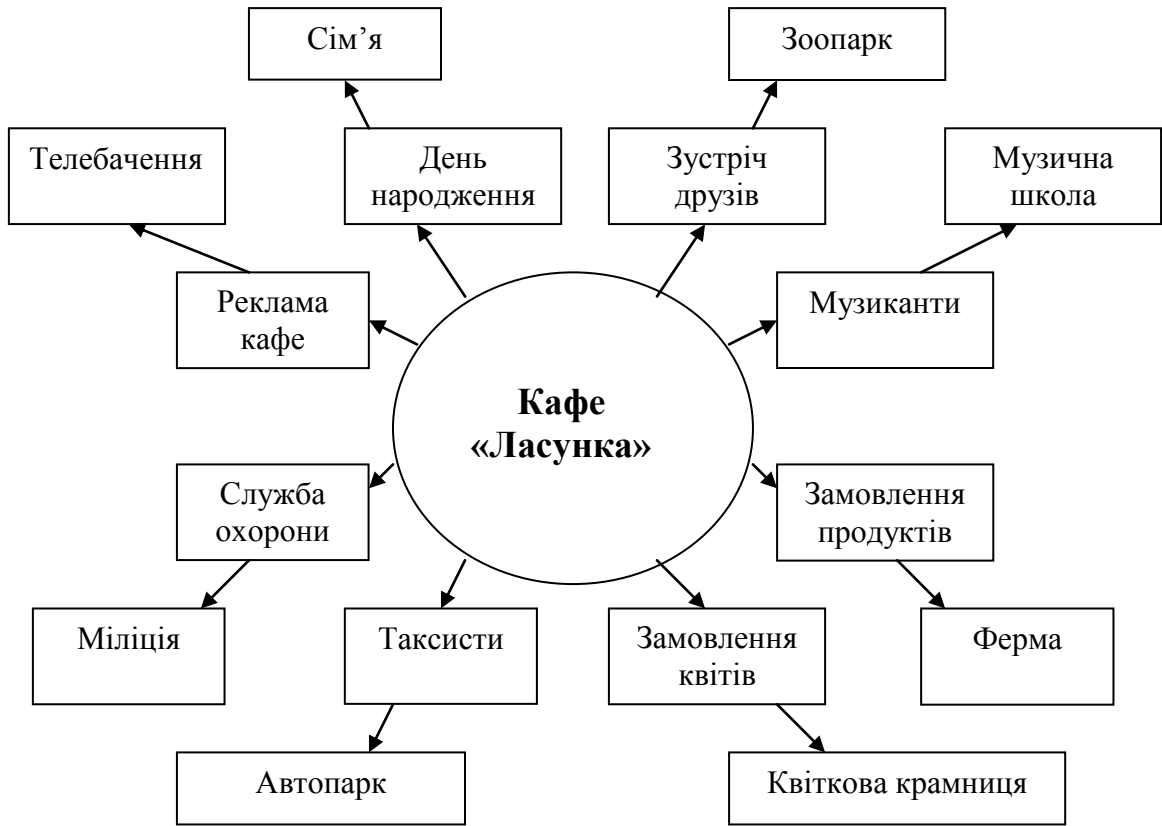 Сім’я
Зоопарк
Телебачення
День
народження
Зустріч
друзів
Музична
школа
Реклама
кафе
Музиканти
Кафе
«Ласунка»
Служба
охорони
Замовлення
продуктів
Міліція
Таксисти
Замовлення
квітів
Ферма
Автопарк
Квіткова крамниця